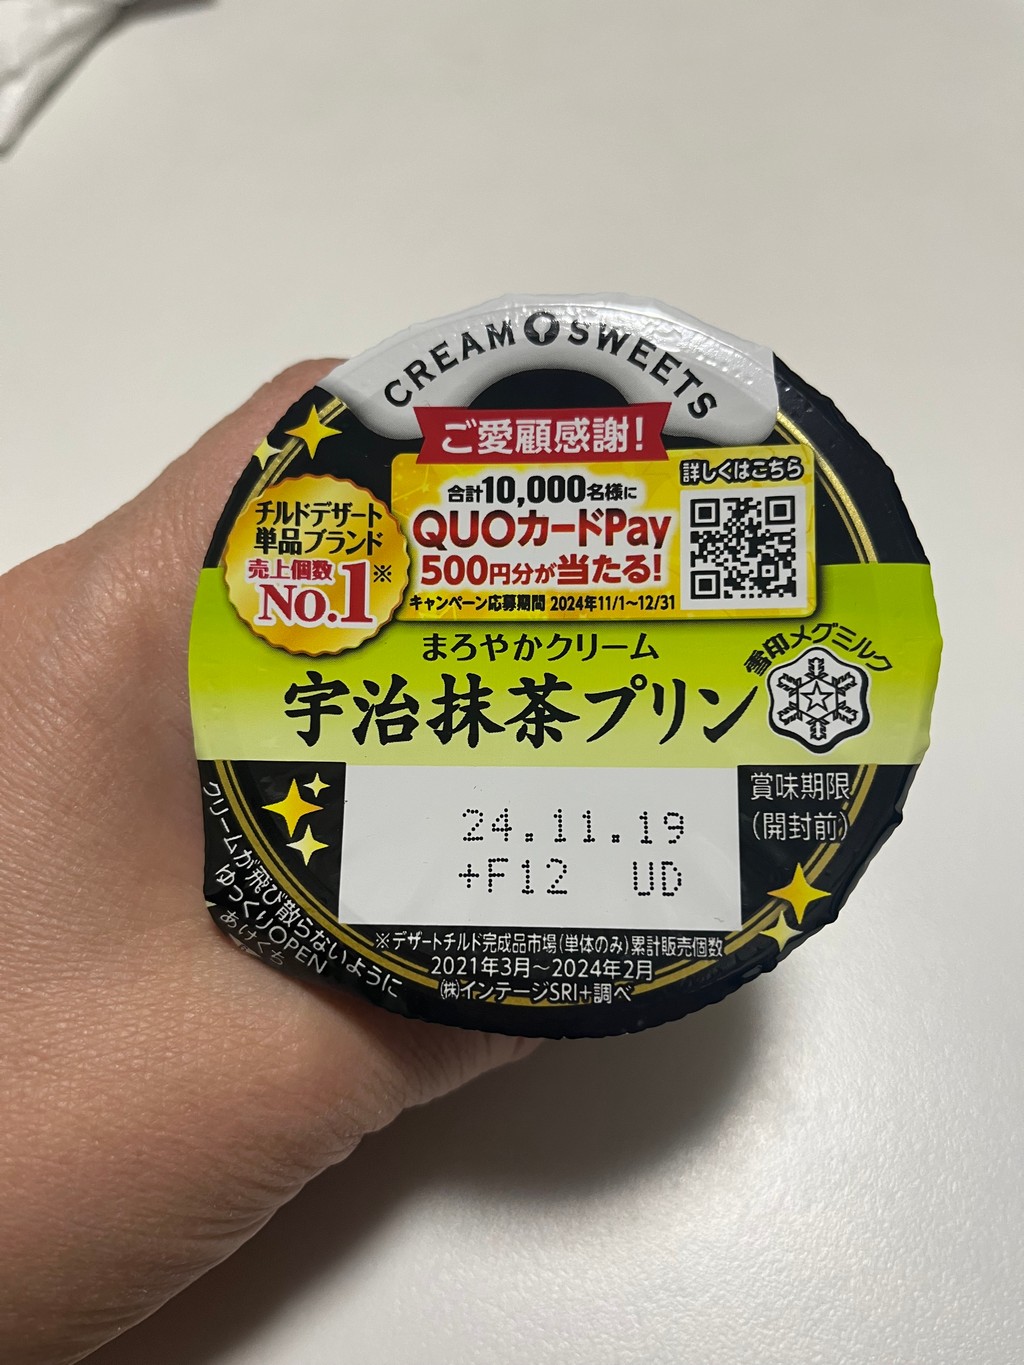 CREAM SWEETS
ご愛顧感謝!
詳しくはこちら
合計10,000名様に
QUOカードPay
500円分が当たる!
キャンペーン応募期間 2024年11/1～12/31
チルドデザート
単品ブランド
売上個数
No.1※
まろやかクリーム
宇治抹茶プリン
雪印メグミルク
賞味期限
(開封前)
24.11.19
+F12 UD
クリームが飛び散らないように
ゆっくりOPEN
あけくち
※デザートチルド完成品市場(単体のみ)累計販売個数
2021年3月～2024年2月
㈱インテージSRI+調べ